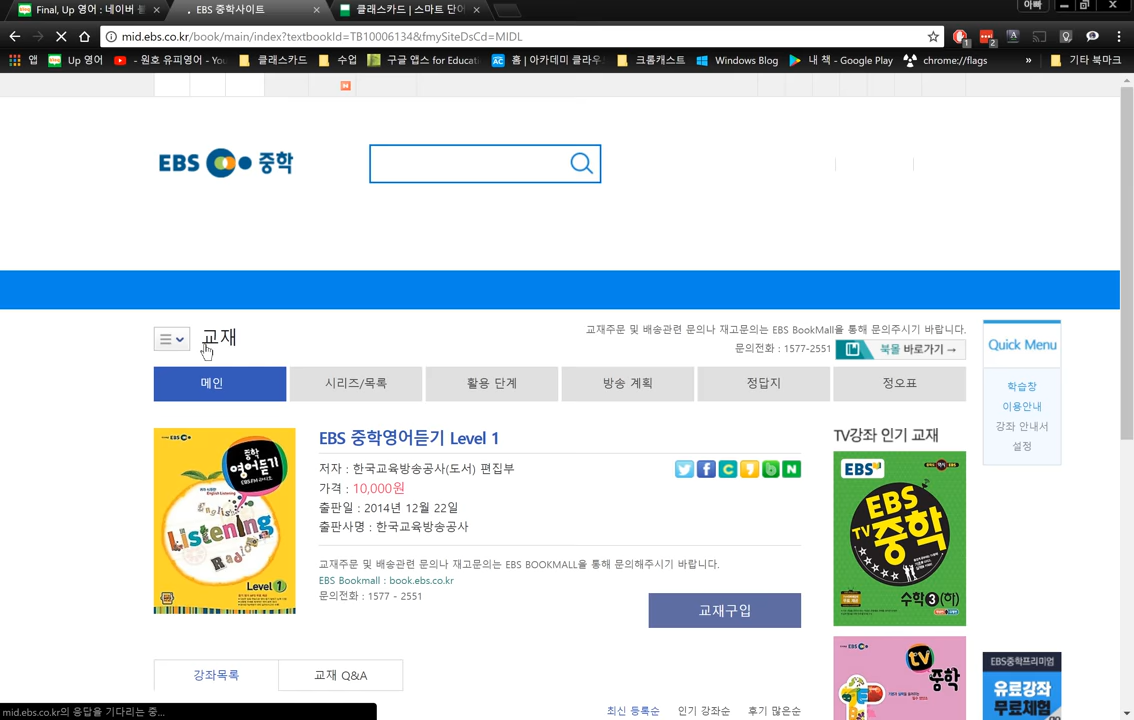 Final, Up 영어 : 네이버 블
EBS 중학사이트
클래스카드 | 스마트 단어
아빠
mid.ebs.co.kr/book/main/index?textbookId=TB10006134&fmySiteDsCd=MIDL
앱 Up 영어 - 원호 유피영어 - You 클래스카드 수업 구글 앱스 for Educati 홈 | 아카데미 클라우 크롬캐스트 Windows Blog 내 책 - Google Play chrome://flags » 기타 북마크
EBS 중학
교재
교재주문 및 배송관련 문의나 재고문의는 EBS BookMall을 통해 문의주시기 바랍니다.
문의전화 : 1577-2551 북몰 바로가기 →
메인 시리즈/목록 활용 단계 방송 계획 정답지 정오표
Quick Menu
학습창
이용안내
강좌 안내서
설정
EBS 중학영어듣기 Level 1
저자 : 한국교육방송공사(도서) 편집부
가격 : 10,000원
출판일 : 2014년 12월 22일
출판사명 : 한국교육방송공사
교재주문 및 배송관련 문의나 재고문의는 EBS BOOKMALL을 통해 문의해주시기 바랍니다.
EBS Bookmall : book.ebs.co.kr
문의전화 : 1577 - 2551
교재구입
EBS
중학
영어듣기
English
Listening
Radio
Level 1
TV강좌 인기 교재
EBS
EBS
TV
중학
수학3(하)
EBS
tv
중학
EBS중학프리미엄
유료강좌
무료체험
강좌목록 교재 Q&A
최신 등록순 인기 강좌순 후기 많은순
mid.ebs.co.kr의 응답을 기다리는 중...